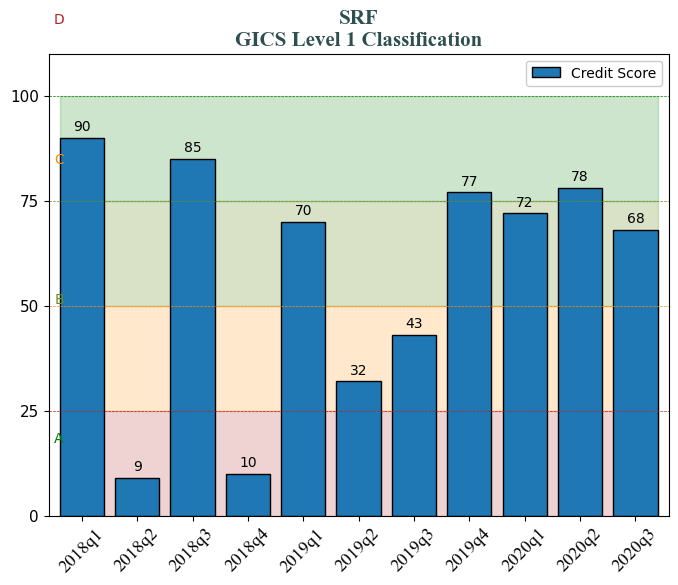 D
SRF
GICS Level 1 Classification
Credit Score
100
90
85
C
77
78
75
72
70
68
B
50
43
32
25
A
10
9
0
2018q1
2018q2
2018q3
2018q4
2019q1
2019q2
2019q3
2019q4
2020q1
2020q2
2020q3